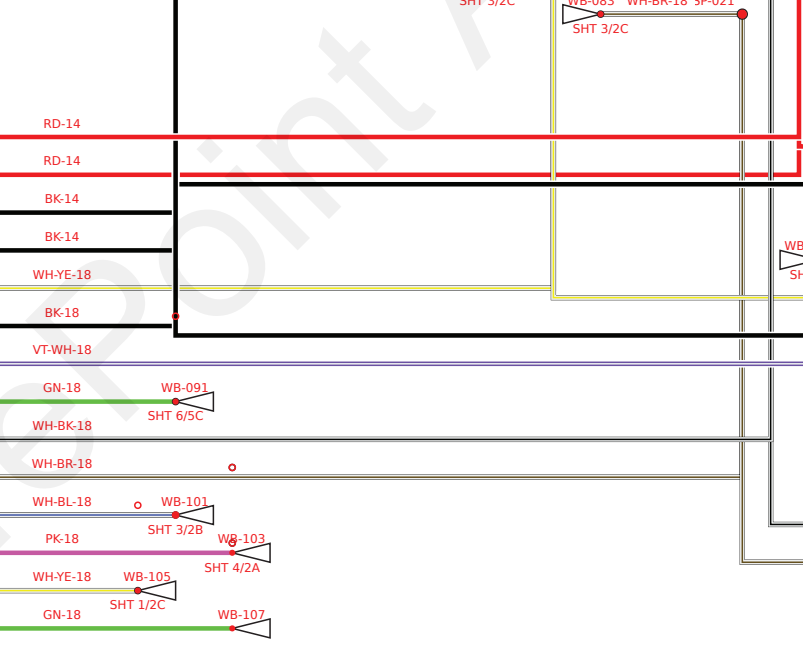 SHT 3/2C
WB-083 WH-BR-18 SP-021
SHT 3/2C
RD-14
RD-14
BK-14
BK-14
WB
WH-YE-18
SH
BK-18
VT-WH-18
GN-18 WB-091
SHT 6/5C
WH-BK-18
WH-BR-18
WH-BL-18 WB-101
SHT 3/2B
PK-18 WB-103
SHT 4/2A
WH-YE-18 WB-105
SHT 1/2C
GN-18 WB-107
ePoint A